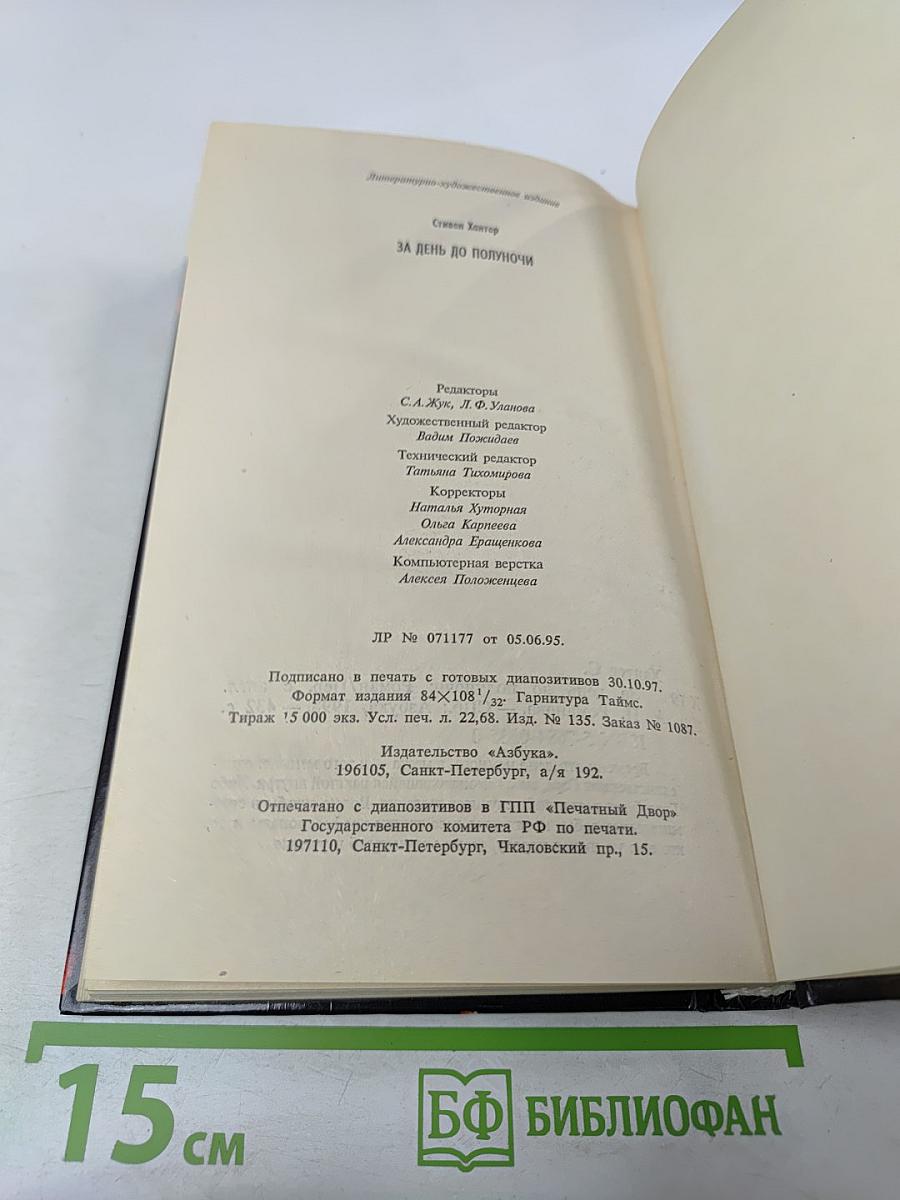 Литературно-художественное издание
Стивен Хантер
ЗА ДЕНЬ ДО ПОЛУНОЧИ
Редакторы
С. А. Жук, Л. Ф. Уланова
Художественный редактор
Вадим Пожидаев
Технический редактор
Татьяна Тихомирова
Корректоры
Наталья Хуторная
Ольга Карпеева
Александра Еращенкова
Компьютерная верстка
Алексея Положенцева
ЛР № 071177 от 05.06.95.
Подписано в печать с готовых диапозитивов 30.10.97.
Формат издания 84×108 1/32. Гарнитура Таймс.
Тираж 15 000 экз. Усл. печ. л. 22,68. Изд. № 135. Заказ № 1087.
Издательство «Азбука».
196105, Санкт-Петербург, а/я 192.
Отпечатано с диапозитивов в ГПП «Печатный Двор»
Государственного комитета РФ по печати.
197110, Санкт-Петербург, Чкаловский пр., 15.
15 см
БФ БИБЛИОФАН